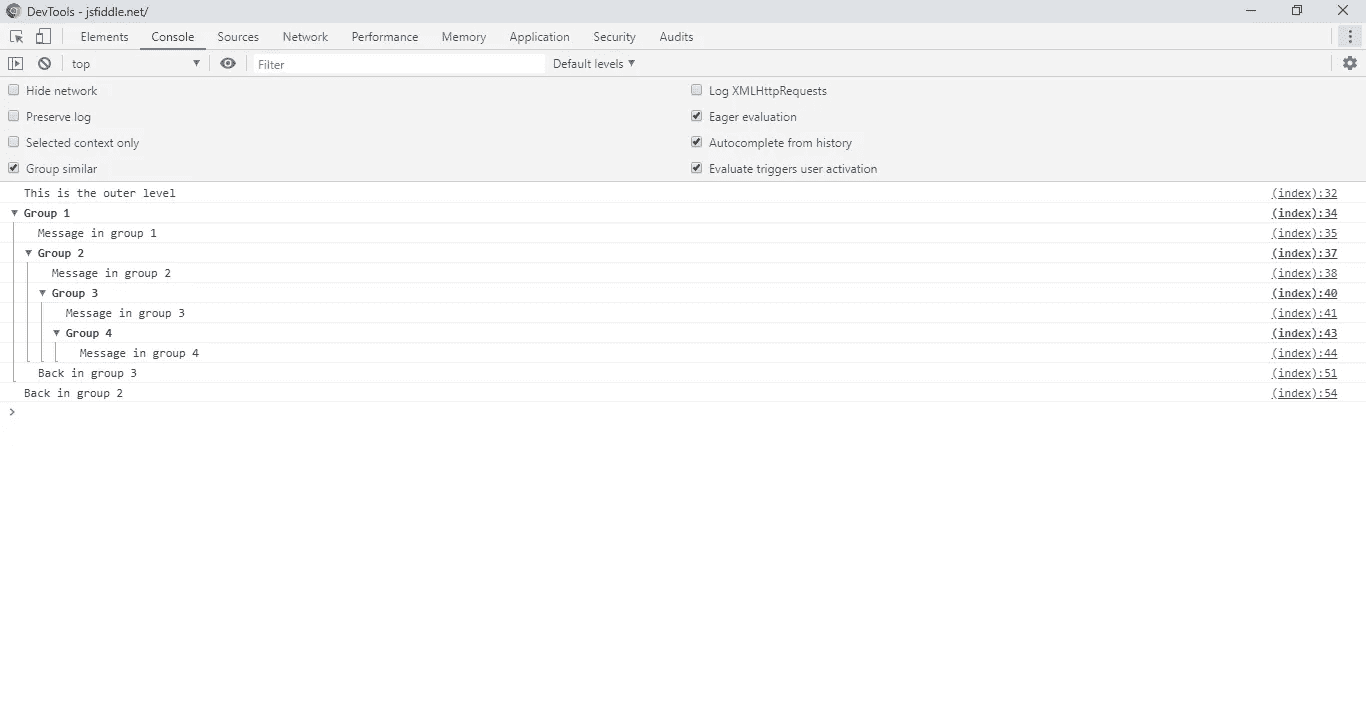 DevTools - jsfiddle.net/
Elements Console Sources Network Performance Memory Application Security Audits
top Filter Default levels
Hide network Log XMLHttpRequests
Preserve log Eager evaluation
Selected context only Autocomplete from history
Group similar Evaluate triggers user activation
This is the outer level (index):32
Group 1 (index):34
Message in group 1 (index):35
Group 2 (index):37
Message in group 2 (index):38
Group 3 (index):40
Message in group 3 (index):41
Group 4 (index):43
Message in group 4 (index):44
Back in group 3 (index):51
Back in group 2 (index):54